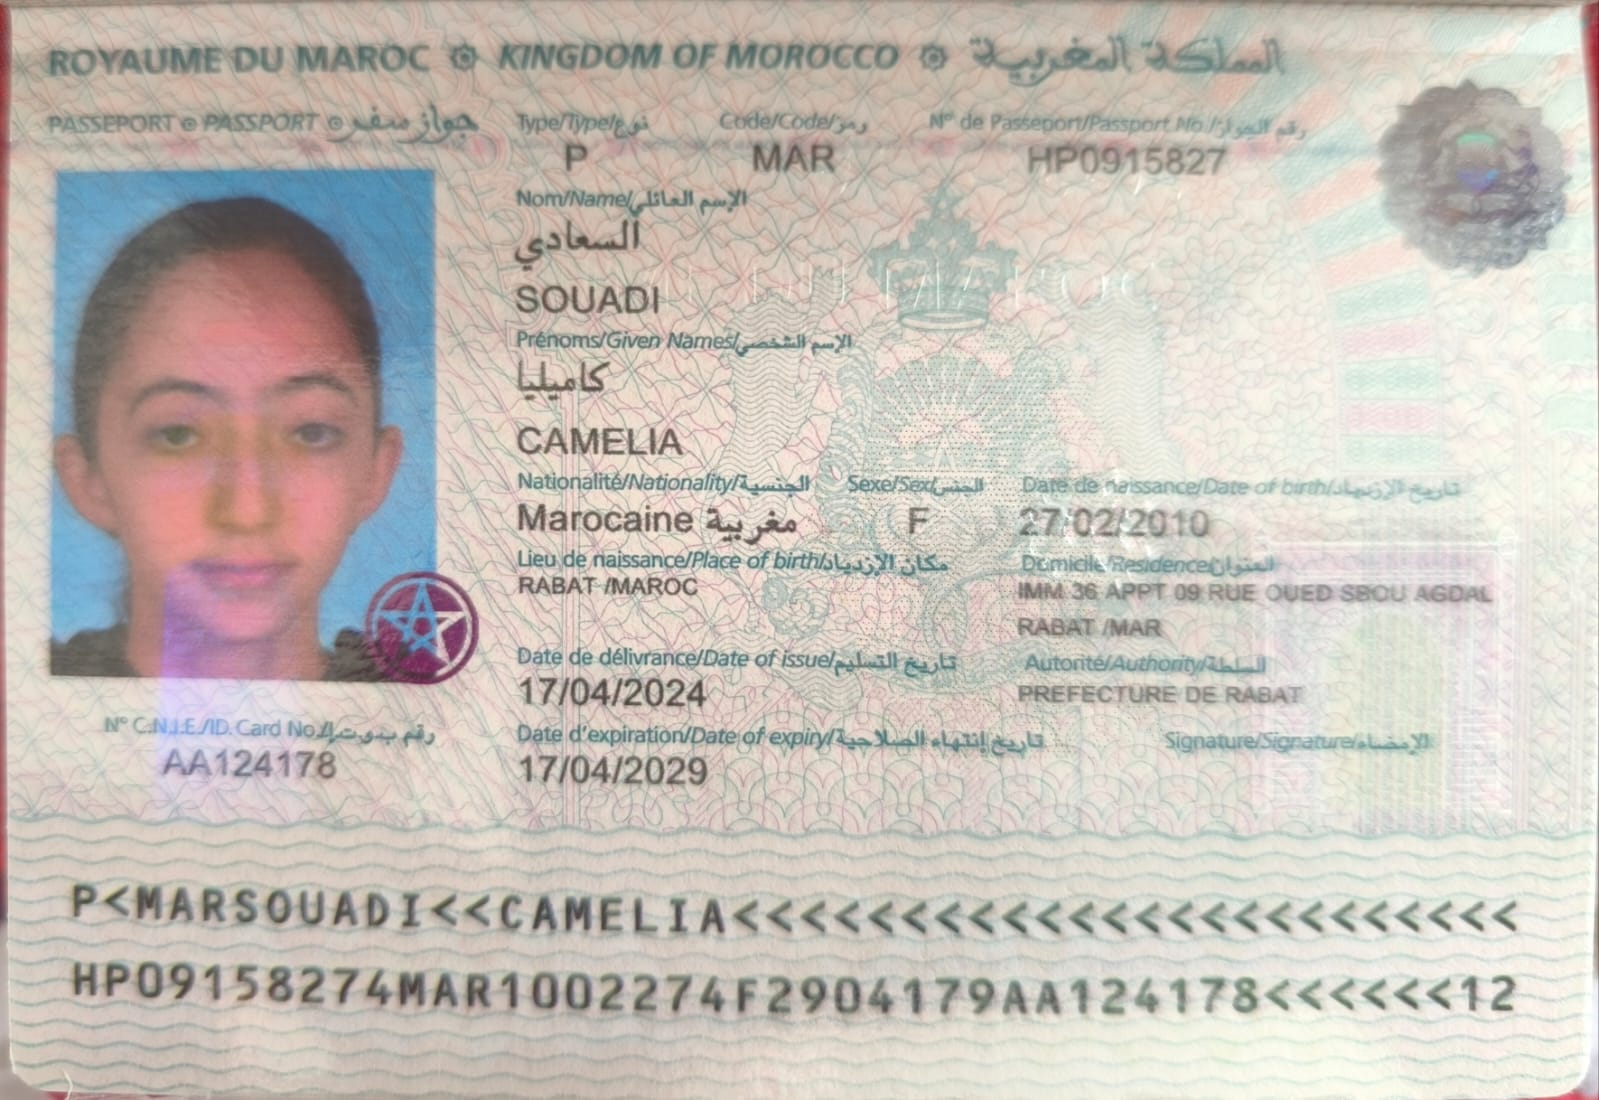 ROYAUME DU MAROC KINGDOM OF MOROCCO المملكة المغربية
PASSEPORT PASSPORT جواز سفر
Type/Type/نوع Code/Code/رمز N° de Passeport/Passport No./رقم الجواز
P MAR HP0915827
Nom/Name/الإسم العائلي
السعادي
SOUADI
Prénoms/Given Names/الإسم الشخصي
كاميليا
CAMELIA
Nationalité/Nationality/الجنسية Sexe/Sex/الجنس Date de naissance/Date of birth/تاريخ الإزدياد
Marocaine مغربية F 27/02/2010
Lieu de naissance/Place of birth/مكان الإزدياد Domicile/Residence/العنوان
RABAT /MAROC IMM 36 APPT 09 RUE OUED SBOU AGDAL
RABAT /MAR
Date de délivrance/Date of issue/تاريخ التسليم Autorité/Authority/السلطة
17/04/2024 PREFECTURE DE RABAT
N° C.N.I.E./ID.Card No./رقم ب.و.ت.إ Date d'expiration/Date of expiry/تاريخ إنتهاء الصلاحية Signature/Signature/الإمضاء
AA124178 17/04/2029
P<MARSOUADI<<CAMELIA<<<<<<<<<<<<<<<<<<<<<<<<
HP09158274MAR1002274F2904179AA124178<<<<<<12